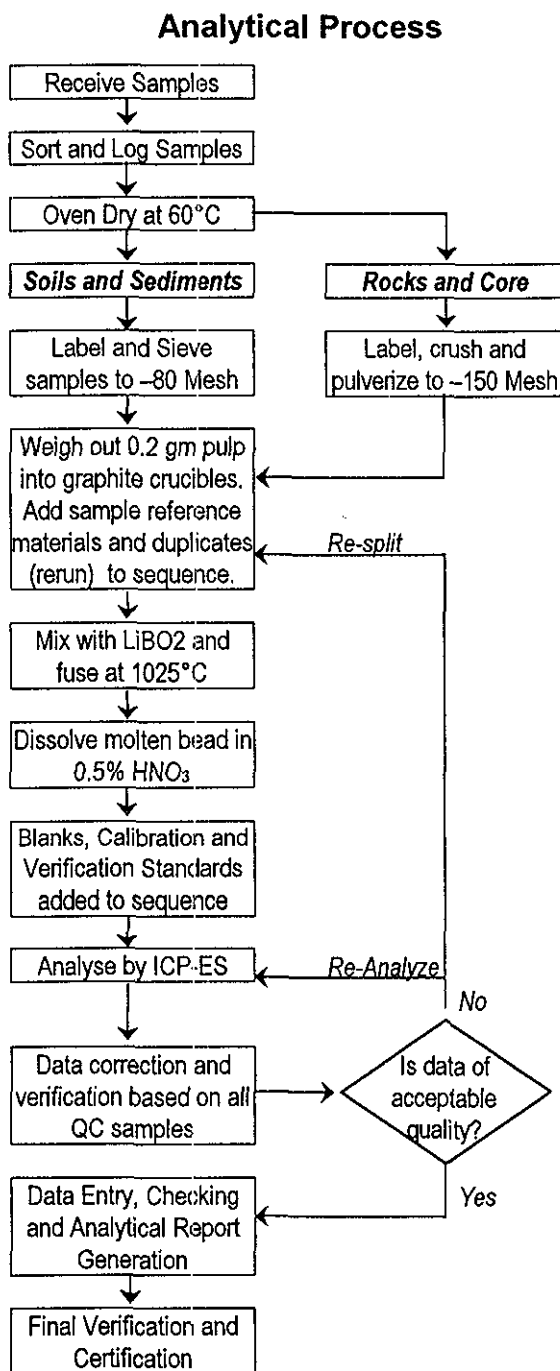 Analytical Process
Receive Samples
Sort and Log Samples
Oven Dry at 60°C
Soils and Sediments
Rocks and Core
Label and Sieve
samples to –80 Mesh
Label, crush and
pulverize to –150 Mesh
Weigh out 0.2 gm pulp
into graphite crucibles.
Add sample reference
materials and duplicates
(rerun) to sequence.
Re-split
Mix with LiBO2 and
fuse at 1025°C
Dissolve molten bead in
0.5% HNO₃
Blanks, Calibration and
Verification Standards
added to sequence
Analyse by ICP-ES
Re-Analyze
No
Data correction and
verification based on all
QC samples
Is data of
acceptable
quality?
Yes
Data Entry, Checking
and Analytical Report
Generation
Final Verification and
Certification